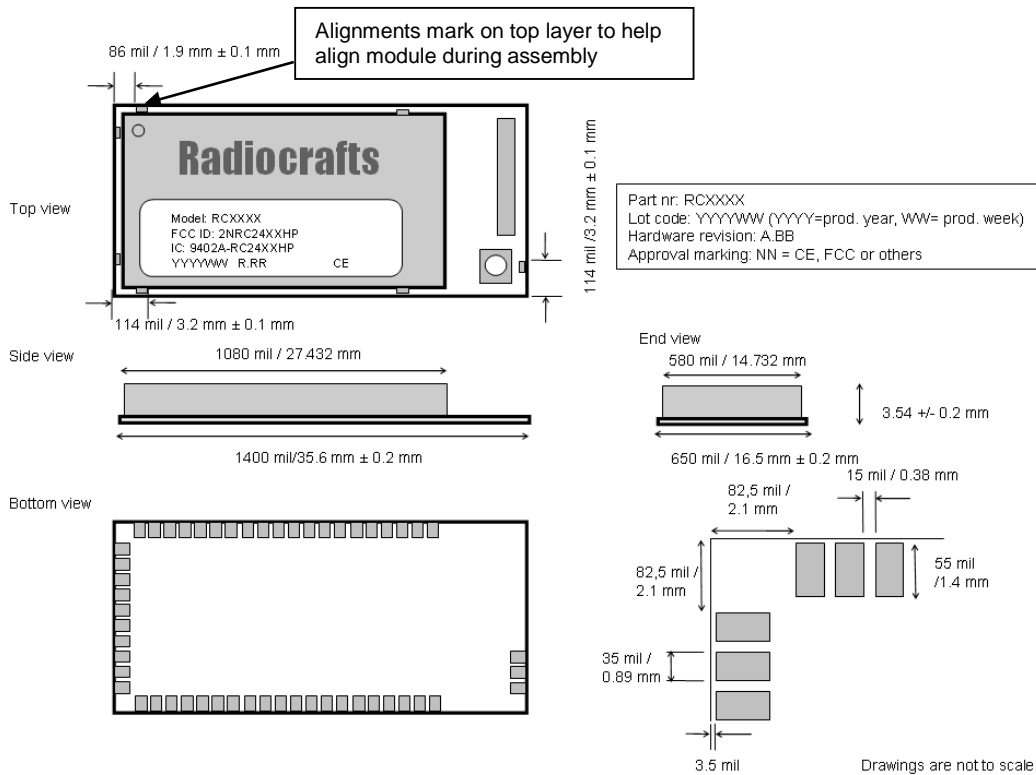 Alignments mark on top layer to help
align module during assembly
86 mil / 1.9 mm ± 0.1 mm
Top view
Radiocrafts
Model: RCXXXX
FCC ID: 2NRC24XXHP
IC: 9402A-RC24XXHP
YYYYWW R.RR CE
114 mil /3.2 mm ± 0.1 mm
Part nr: RCXXXX
Lot code: YYYYWW (YYYY=prod. year, WW= prod. week)
Hardware revision: A.BB
Approval marking: NN = CE, FCC or others
114 mil / 3.2 mm ± 0.1 mm
Side view
1080 mil / 27.432 mm
1400 mil/35.6 mm ± 0.2 mm
End view
580 mil / 14.732 mm
3.54 +/- 0.2 mm
650 mil / 16.5 mm ± 0.2 mm
Bottom view
82,5 mil /
2.1 mm
15 mil / 0.38 mm
82,5 mil /
2.1 mm
55 mil
/1.4 mm
35 mil /
0.89 mm
3.5 mil
Drawings are not to scale